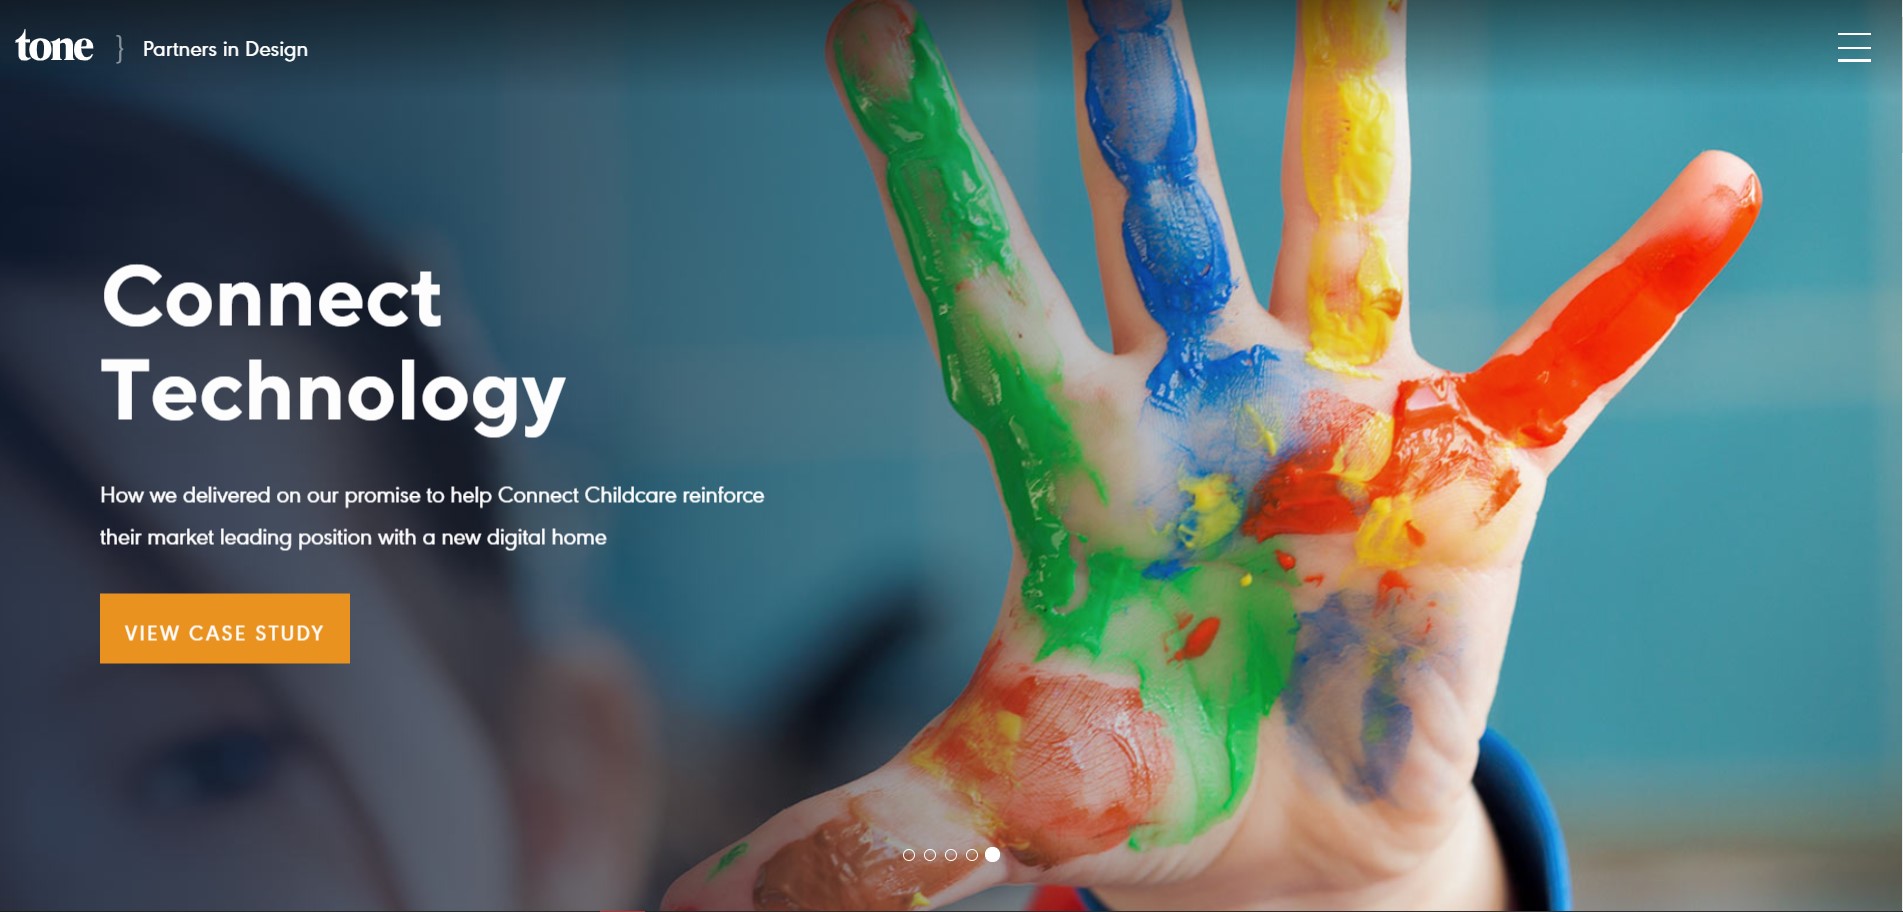 tone } Partners in Design
Connect
Technology
How we delivered on our promise to help Connect Childcare reinforce
their market leading position with a new digital home
VIEW CASE STUDY